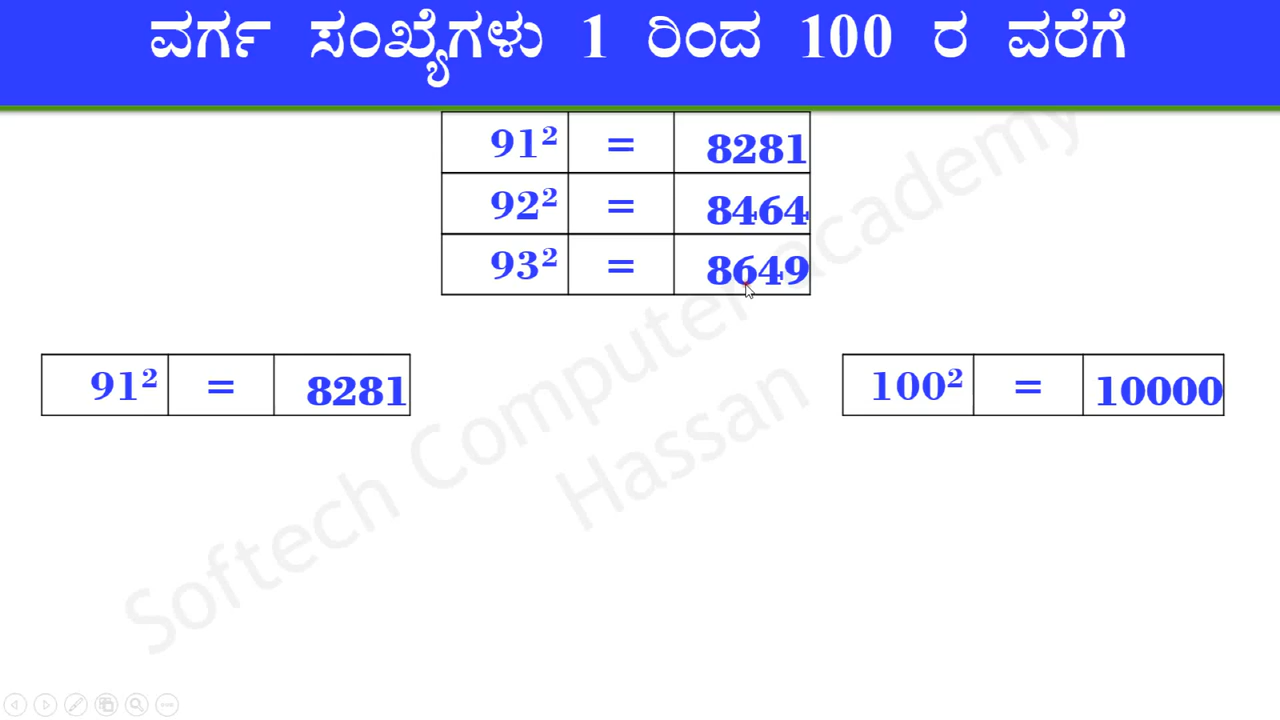 ವರ್ಗ ಸಂಖ್ಯೆಗಳು 1 ರಿಂದ 100 ರ ವರೆಗೆ
91² = 8281
92² = 8464
93² = 8649
91² = 8281
100² = 10000
Softech Computer academy
Hassan